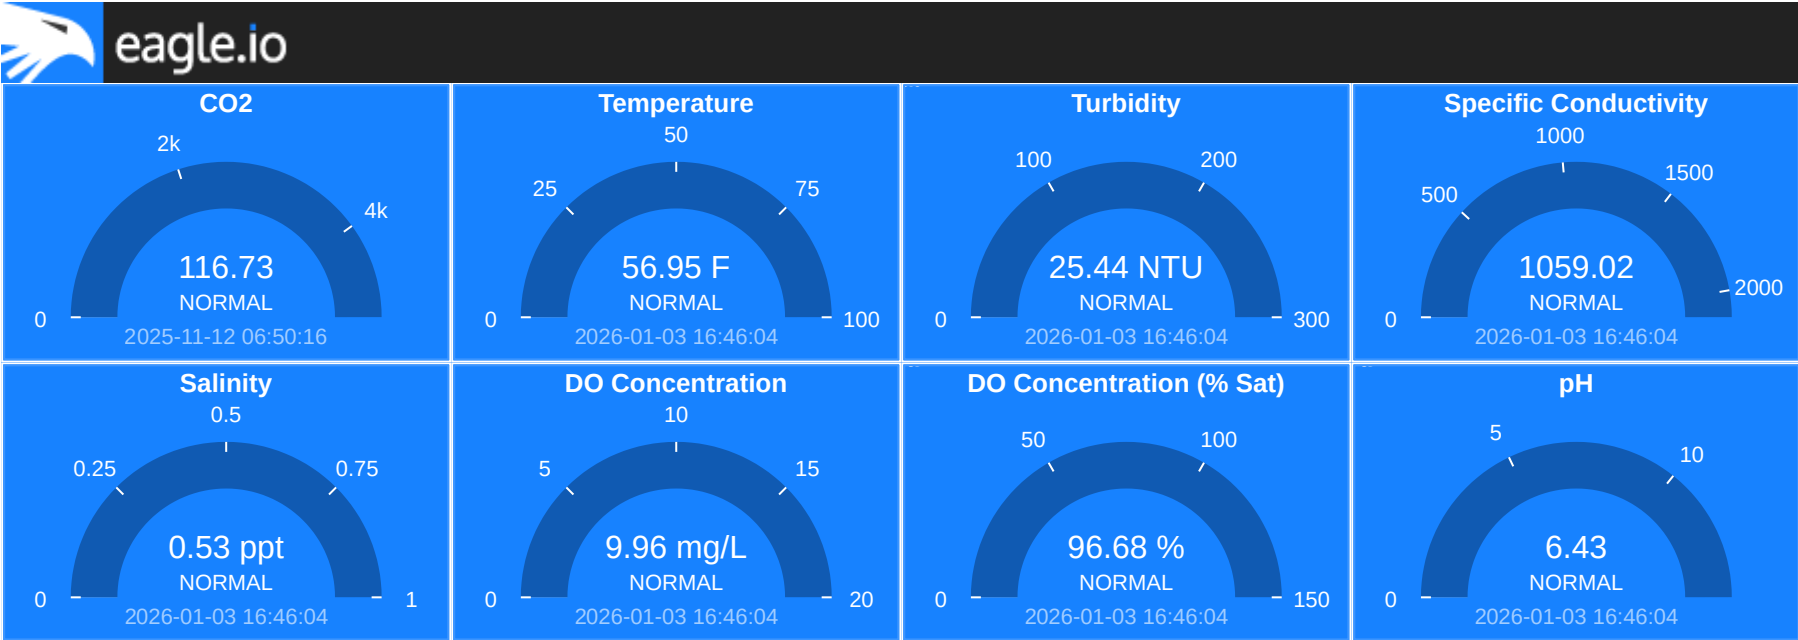 eagle.io
CO2
2k
4k
0
116.73
NORMAL
2025-11-12 06:50:16
Temperature
50
25
75
0
100
56.95 F
NORMAL
2026-01-03 16:46:04
Turbidity
100
200
0
300
25.44 NTU
NORMAL
2026-01-03 16:46:04
Specific Conductivity
1000
500
1500
0
2000
1059.02
NORMAL
2026-01-03 16:46:04
Salinity
0.5
0.25
0.75
0
1
0.53 ppt
NORMAL
2026-01-03 16:46:04
DO Concentration
10
5
15
0
20
9.96 mg/L
NORMAL
2026-01-03 16:46:04
DO Concentration (% Sat)
50
100
0
150
96.68 %
NORMAL
2026-01-03 16:46:04
pH
5
10
0
6.43
NORMAL
2026-01-03 16:46:04